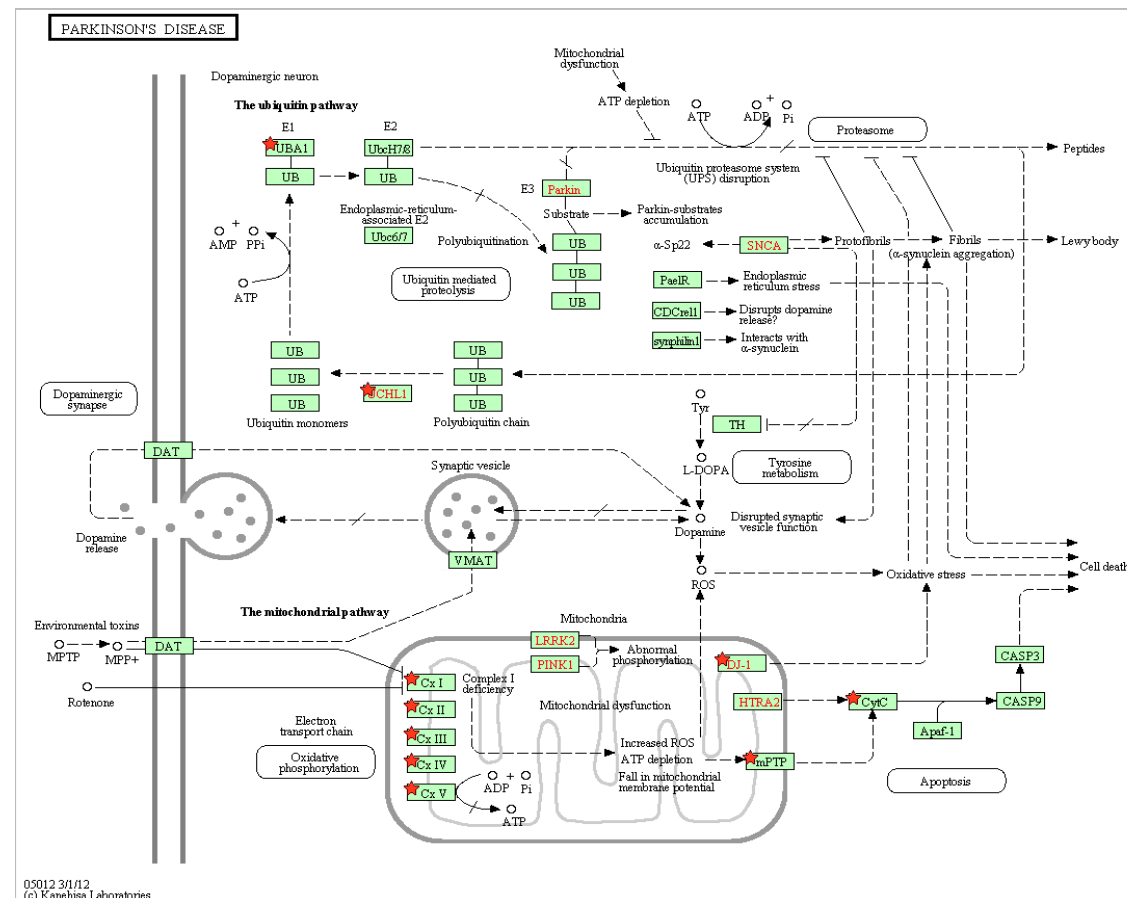 PARKINSON'S DISEASE
Dopaminergic neuron
The ubiquitin pathway
E1
E2
UBA1
UbcH7/8
UB
UB
Endoplasmic-reticulum-
associated E2
Ubc6/7
AMP
+
PPi
ATP
Polyubiquitination
Ubiquitin mediated
proteolysis
Mitochondrial
dysfunction
ATP depletion
ATP
ADP
+
Pi
Proteasome
Ubiquitin proteasome system
(UPS) disruption
Peptides
E3
Parkin
Substrate
Parkin-substrates
accumulation
UB
UB
UB
α-Sp22
SNCA
Protofibrils
Fibrils
(α-synuclein aggregation)
Lewy body
PaelR
Endoplasmic
reticulum stress
CDCrel1
Disrupts dopamine
release?
synphilin1
Interacts with
α-synuclein
UB
UB
UB
Ubiquitin monomers
UCHL1
UB
UB
UB
Polyubiquitin chain
Dopaminergic
synapse
DAT
Dopamine
release
Synaptic vesicle
VMAT
Tyr
TH
L-DOPA
Tyrosine
metabolism
Dopamine
Disrupted synaptic
vesicle function
ROS
Oxidative stress
Cell death
The mitochondrial pathway
Environmental toxins
MPTP
MPP+
DAT
Rotenone
Mitochondria
LRRK2
PINK1
Abnormal
phosphorylation
DJ-1
HTRA2
CytC
mPTP
CASP3
CASP9
Apaf-1
Apoptosis
Cx I
Cx II
Cx III
Cx IV
Cx V
Complex I
deficiency
Mitochondrial dysfunction
Increased ROS
ATP depletion
Fall in mitochondrial
membrane potential
Electron
transport chain
Oxidative
phosphorylation
ADP
+
Pi
ATP
05012 3/1/12
(c) Kanehisa Laboratories